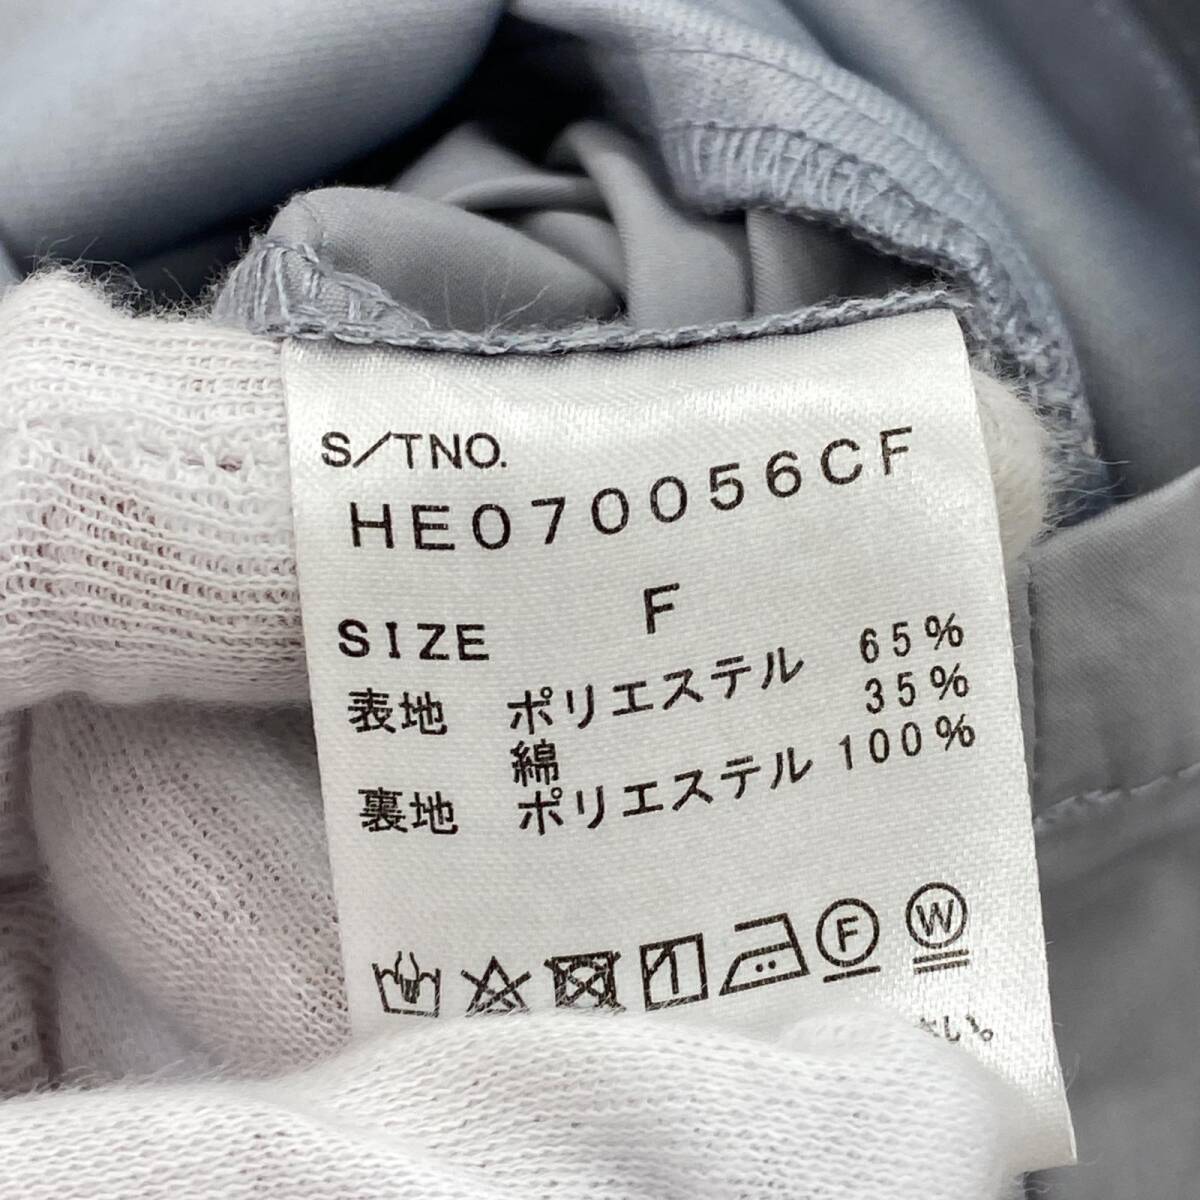 S/TNO.
HE070056CF
SIZE F
表地 ポリエステル 65%
綿 35%
裏地 ポリエステル 100%
F
W